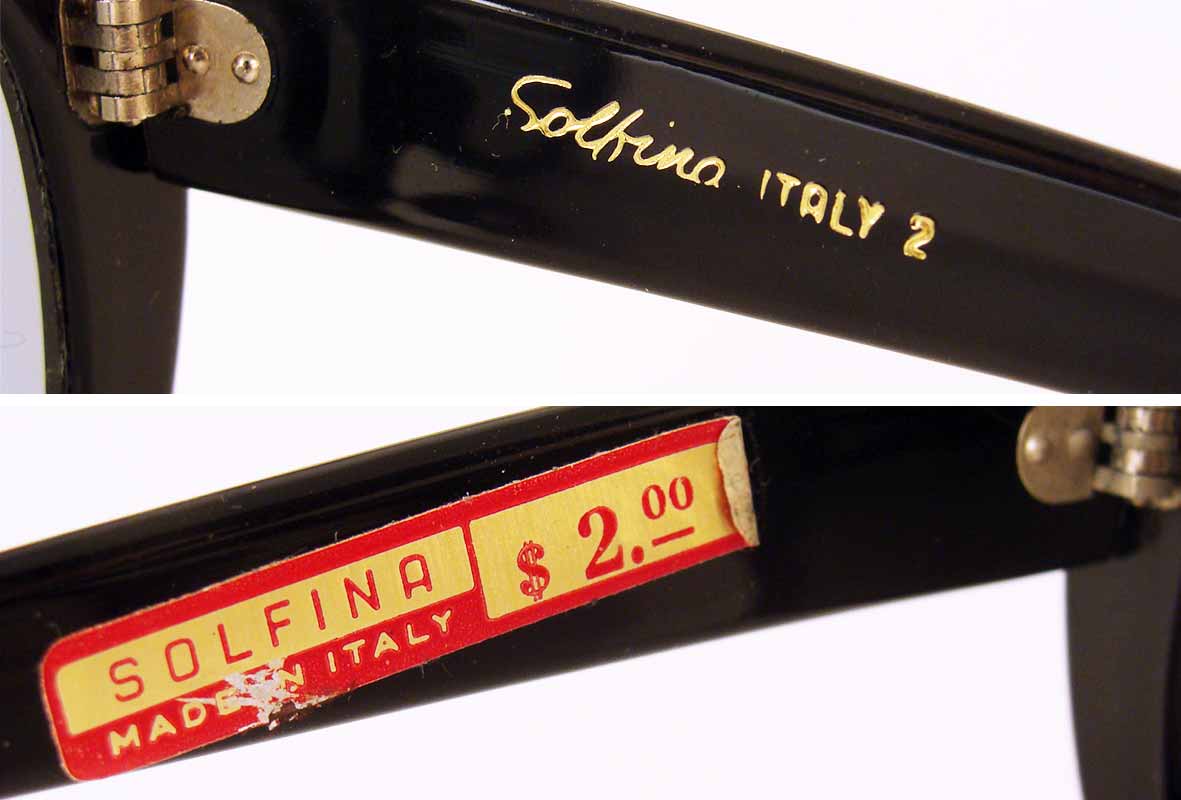 Solfina ITALY 2
SOLFINA
MADE IN ITALY
$ 2.00